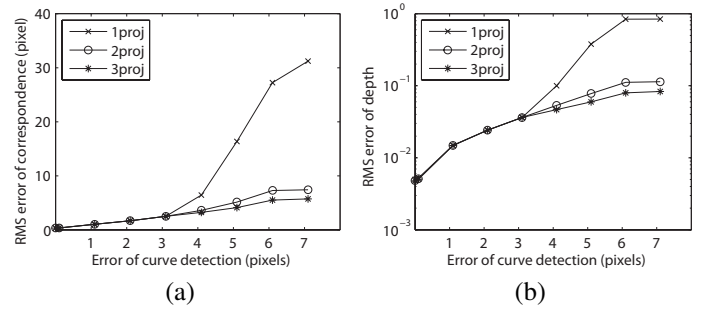 (a)
RMS error of correspondence (pixel)
40
30
20
10
0
1proj
2proj
3proj
1 2 3 4 5 6 7
Error of curve detection (pixels)
(b)
RMS error of depth
10^0
10^-1
10^-2
10^-3
1proj
2proj
3proj
1 2 3 4 5 6 7
Error of curve detection (pixels)